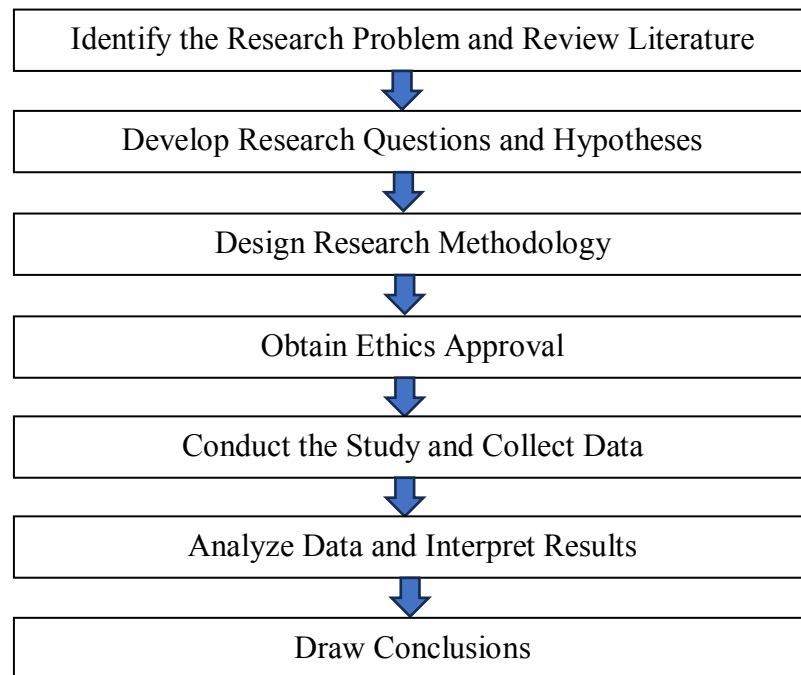 Identify the Research Problem and Review Literature
Develop Research Questions and Hypotheses
Design Research Methodology
Obtain Ethics Approval
Conduct the Study and Collect Data
Analyze Data and Interpret Results
Draw Conclusions